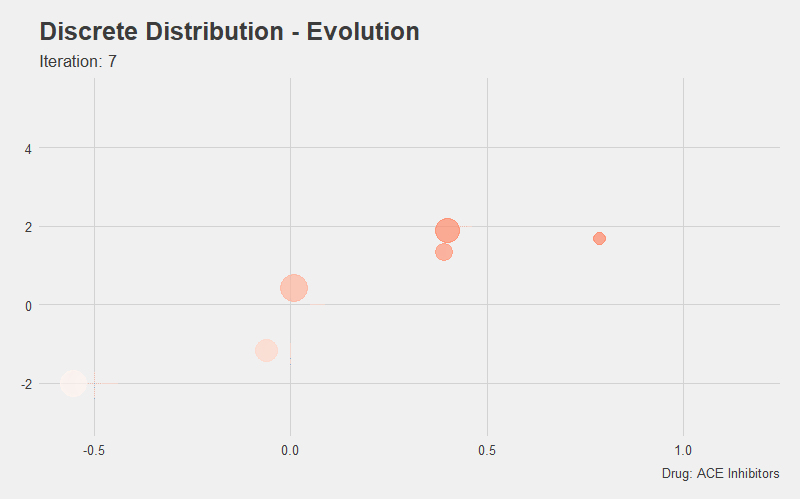 Discrete Distribution - Evolution
Iteration: 7
4
2
0
-2
-0.5 0.0 0.5 1.0
Drug: ACE Inhibitors